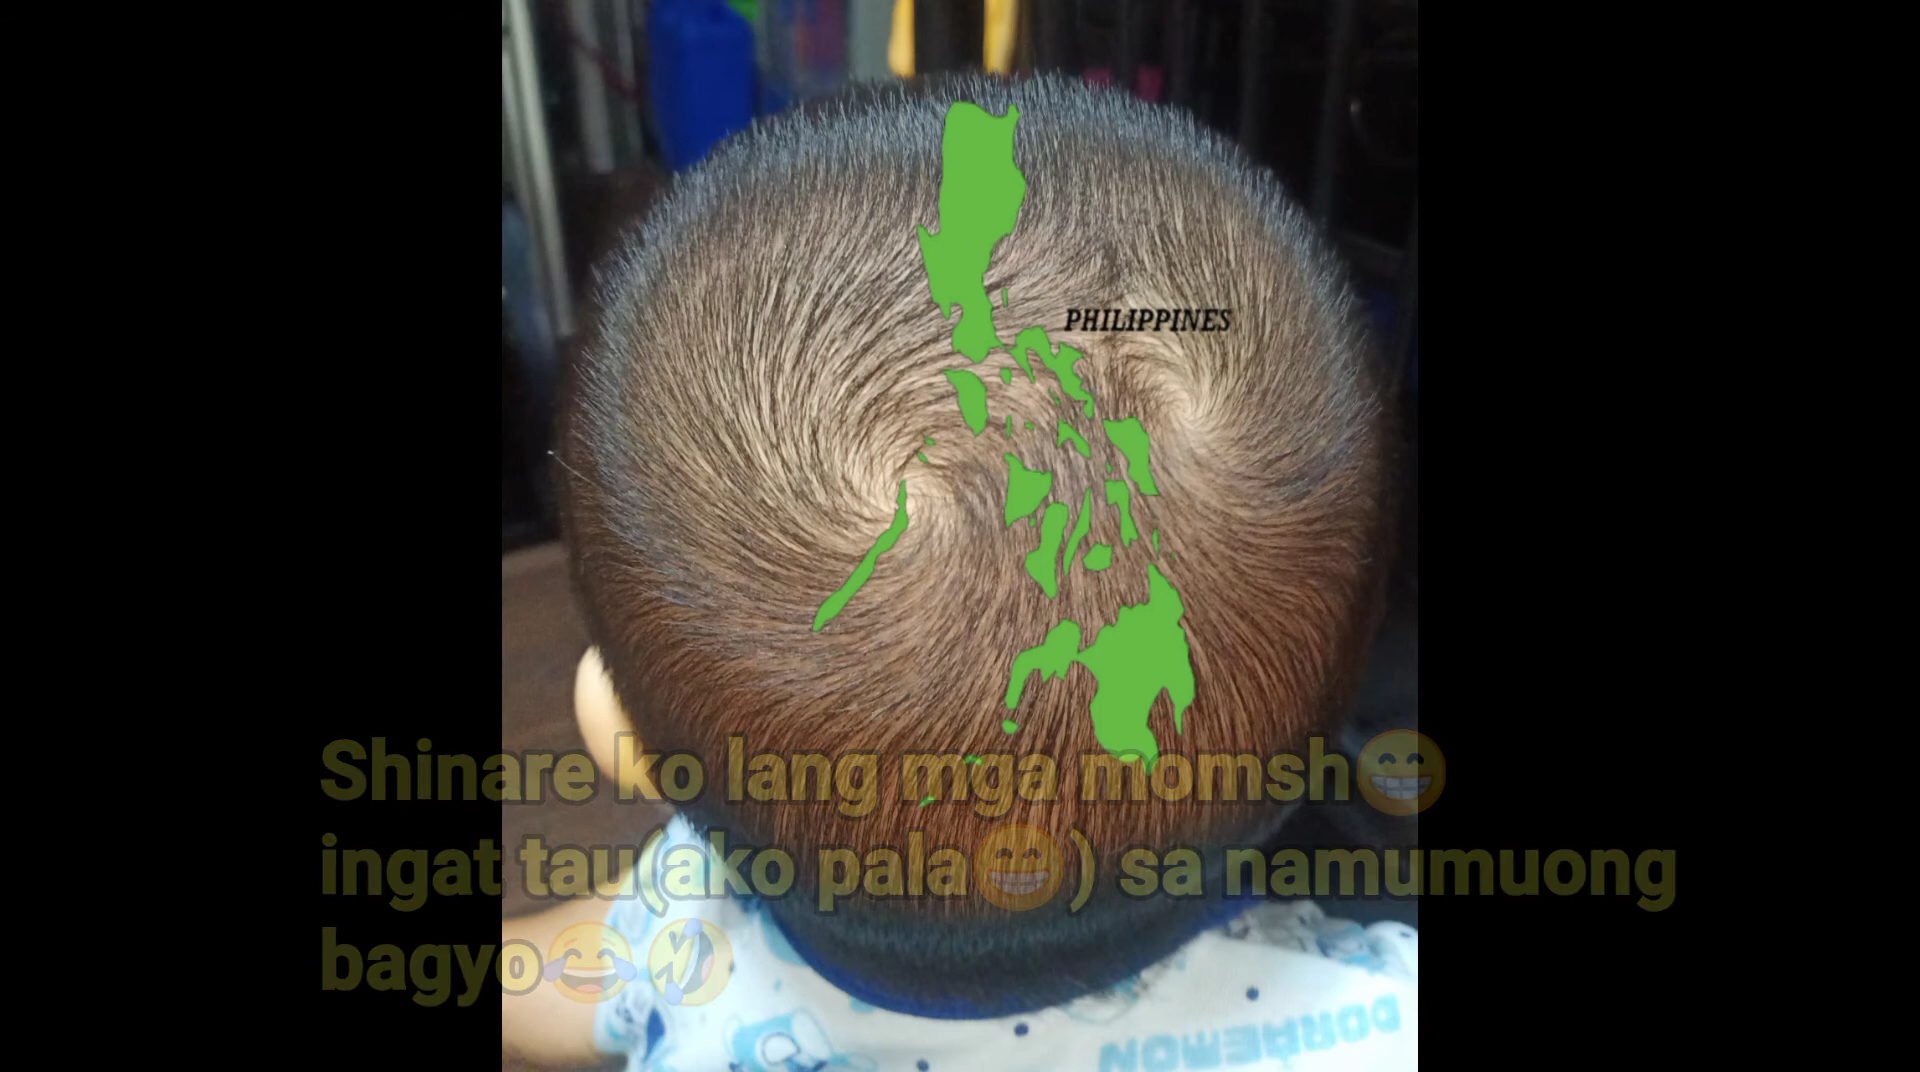 PHILIPPINES
Shinare ko lang mga momsh😁
ingat tau(ako pala😁) sa namumuong
bagyo😂🤣
DORAEMON